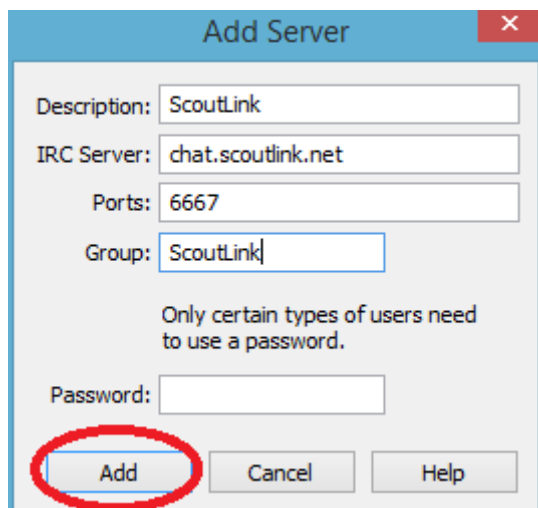 Add Server
Description: ScoutLink
IRC Server: chat.scoutlink.net
Ports: 6667
Group: ScoutLink
Only certain types of users need
to use a password.
Password:
Add Cancel Help